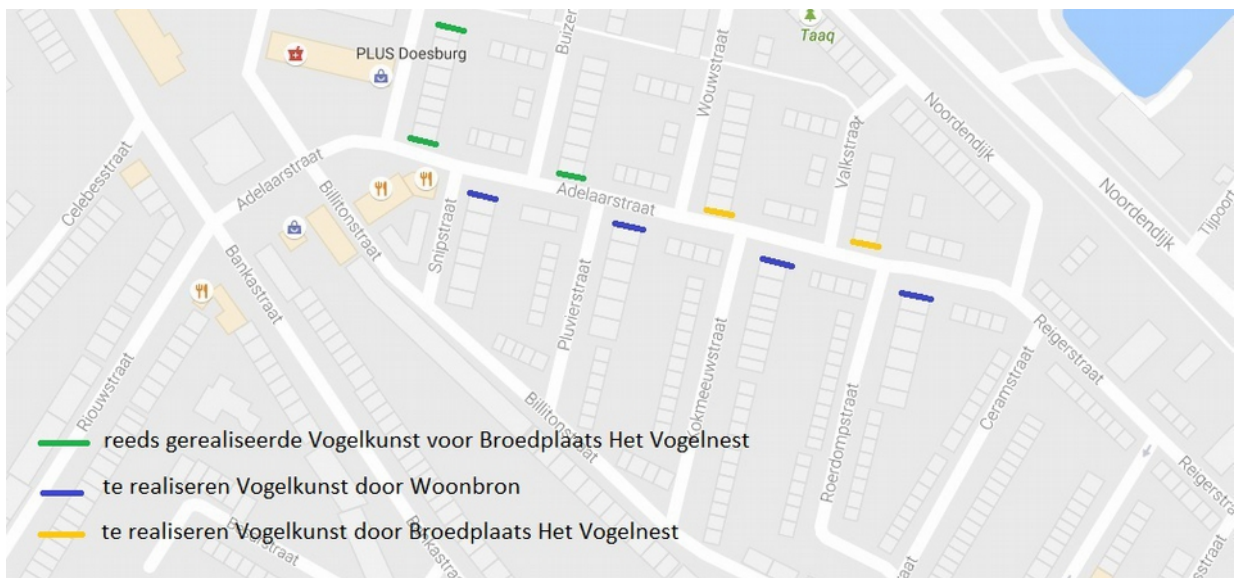 Taaq
PLUS Doesburg
Buizer
Wouwstraat
Noordendijk
Valkstraat
Noordendijk
Tijpoort
Celebesstraat
Adelaarstraat
Billitonstraat
Adelaarstraat
Snipstraat
Bankastraat
Pluvierstraat
Kokmeeuwstraat
Roerdompstraat
Ceramstraat
Reigerstraat
Riouwstraat
Billitonstraat
Reigerstraat
reeds gerealiseerde Vogelkunst voor Broedplaats Het Vogelnest
te realiseren Vogelkunst door Woonbron
te realiseren Vogelkunst door Broedplaats Het Vogelnest
Bankastraat